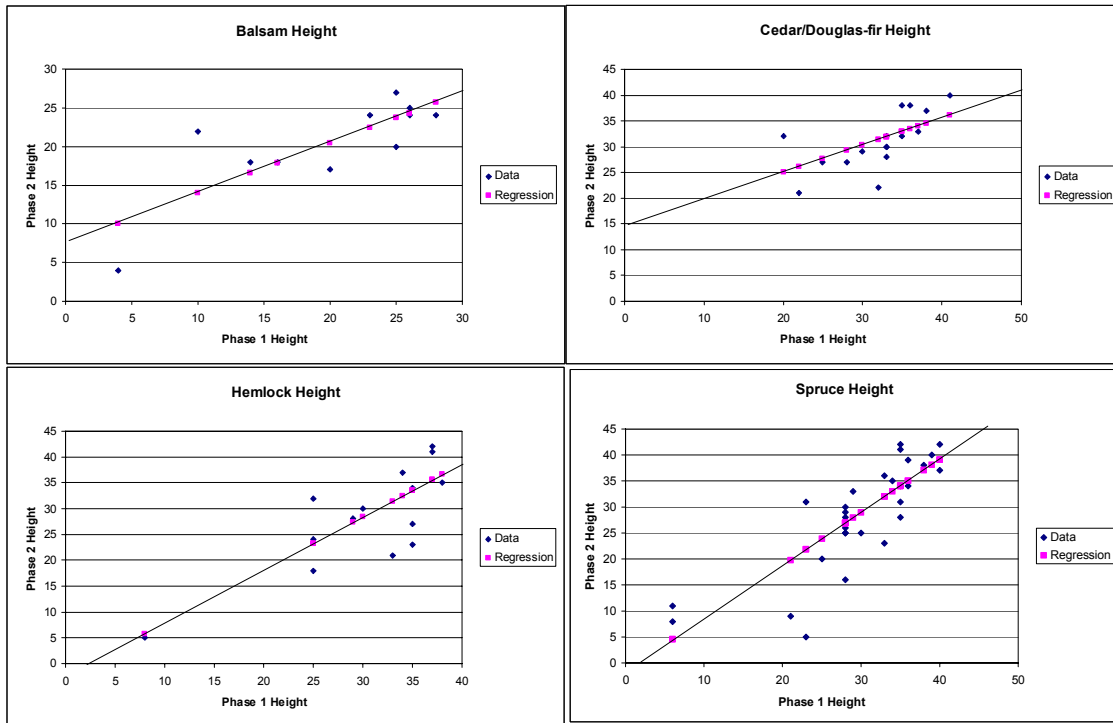 Balsam Height
30
25
20
15
10
5
0
0 5 10 15 20 25 30
Phase 1 Height
Phase 2 Height
Data
Regression
Cedar/Douglas-fir Height
45
40
35
30
25
20
15
10
5
0
0 10 20 30 40 50
Phase 1 Height
Phase 2 Height
Data
Regression
Hemlock Height
45
40
35
30
25
20
15
10
5
0
0 5 10 15 20 25 30 35 40
Phase 1 Height
Phase 2 Height
Data
Regression
Spruce Height
45
40
35
30
25
20
15
10
5
0
0 10 20 30 40 50
Phase 1 Height
Phase 2 Height
Data
Regression